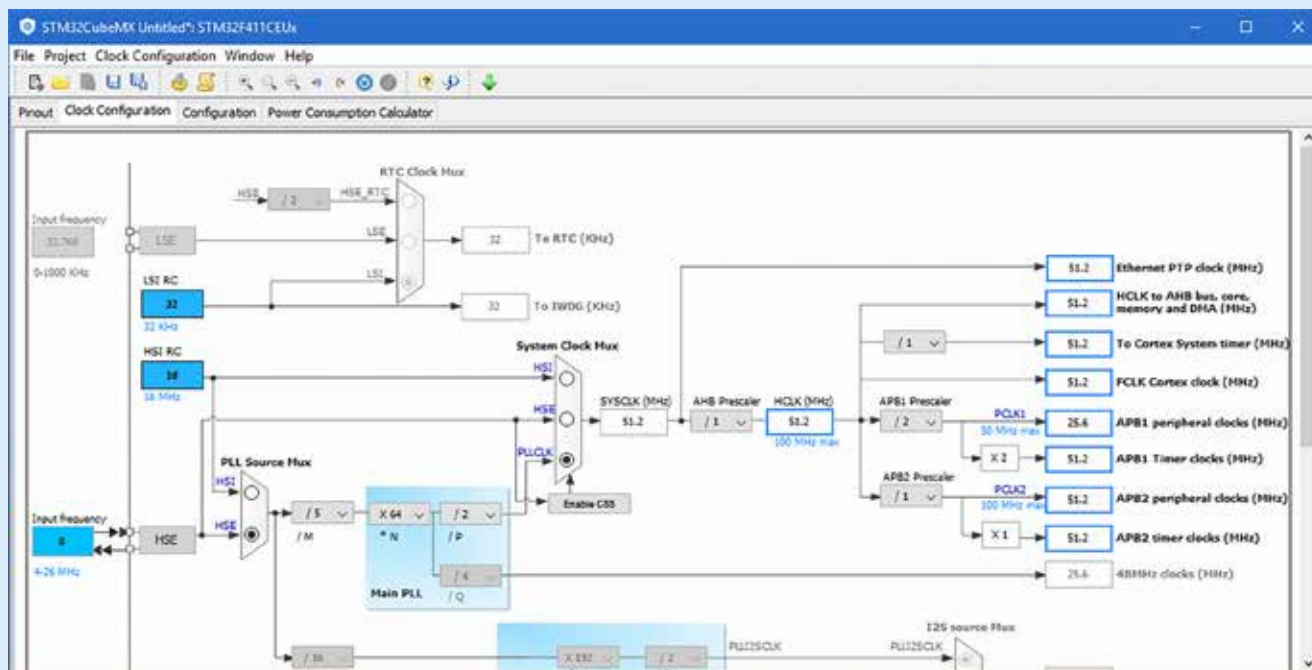 STM32CubeMX Untitled*: STM32F411CEUx
File Project Clock Configuration Window Help
Pinout Clock Configuration Configuration Power Consumption Calculator
RTC Clock Mux
HSE / 2 HSE_RTC
Input frequency
32.768 LSE LSE 32 To RTC (KHz)
0-1000 KHz
LSI RC LSI
32 32 To IWDG (KHz)
32 KHz
51.2 Ethernet PTP clock (MHz)
51.2 HCLK to AHB bus, core,
memory and DMA (MHz)
/ 1 51.2 To Cortex System timer (MHz)
System Clock Mux
HSI RC HSI
16 51.2 FCLK Cortex clock (MHz)
16 MHz
SYSCLK (MHz) AHB Prescaler HCLK (MHz) APB1 Prescaler
HSE 51.2 / 1 51.2 / 2 PCLK1 25.6 APB1 peripheral clocks (MHz)
100 MHz max 50 MHz max
PLLCLK X 2 51.2 APB1 Timer clocks (MHz)
PLL Source Mux
HSI
APB2 Prescaler
/ 1 PCLK2 51.2 APB2 peripheral clocks (MHz)
100 MHz max
Enable CSS
Input frequency
8 HSE HSE / 5 X 64 / 2 X 1 51.2 APB2 timer clocks (MHz)
4-26 MHz / M * N / P
/ 4 25.6 48MHz clocks (MHz)
Main PLL / Q
I2S source Mux
X 192 / 2 PLLI2SCLK PLLI2SCLK